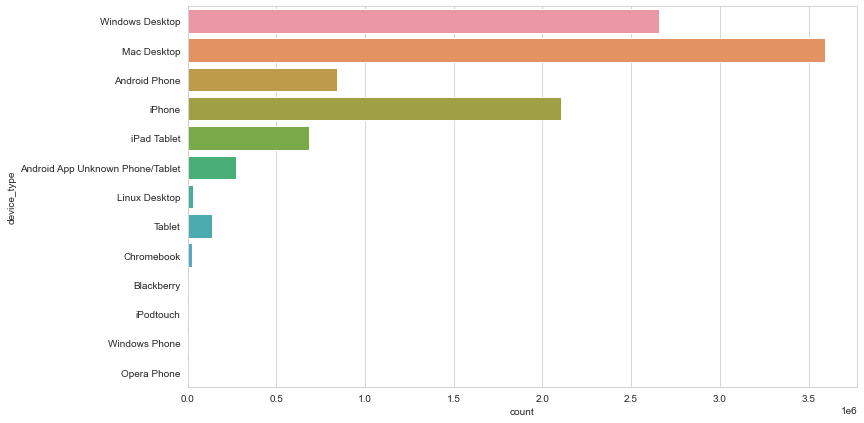 Windows Desktop
Mac Desktop
Android Phone
iPhone
iPad Tablet
Android App Unknown Phone/Tablet
Linux Desktop
Tablet
Chromebook
Blackberry
iPodtouch
Windows Phone
Opera Phone
device_type
0.0 0.5 1.0 1.5 2.0 2.5 3.0 3.5
count
1e6